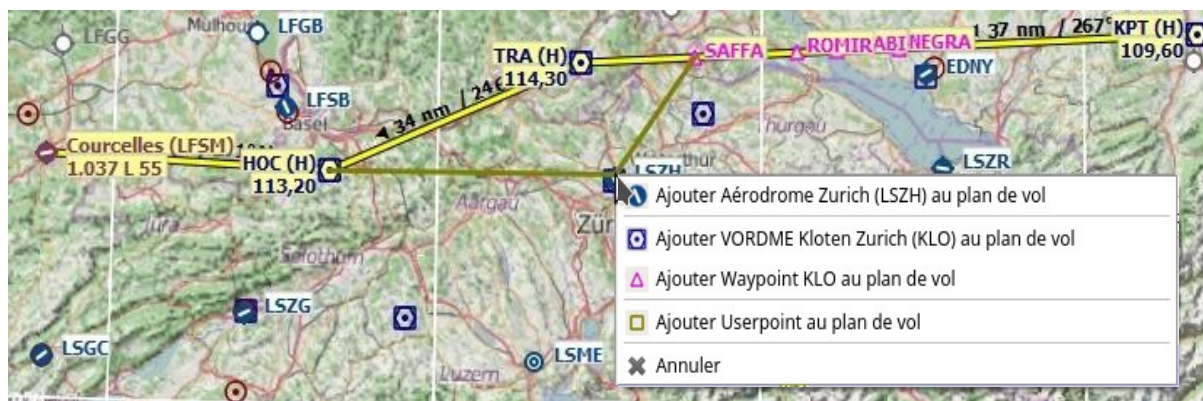 LFGG
Mulhou
LFGB
TRA (H)
114,30
SAFFA
ROMIR
ABI
NEGRA
37 nm / 267°
KPT (H)
109,60
EDNY
LFSB
Basel
34 nm / 24
Courcelles (LFSM)
1.037 L 55
HOC (H)
113,20
Thurgau
LSZR
LSZH
thur
Zür
Aargau
Jura
Solothurn
LSZG
LSGC
LSME
Luzern
Ajouter Aérodrome Zurich (LSZH) au plan de vol
Ajouter VORDME Kloten Zurich (KLO) au plan de vol
Ajouter Waypoint KLO au plan de vol
Ajouter Userpoint au plan de vol
Annuler